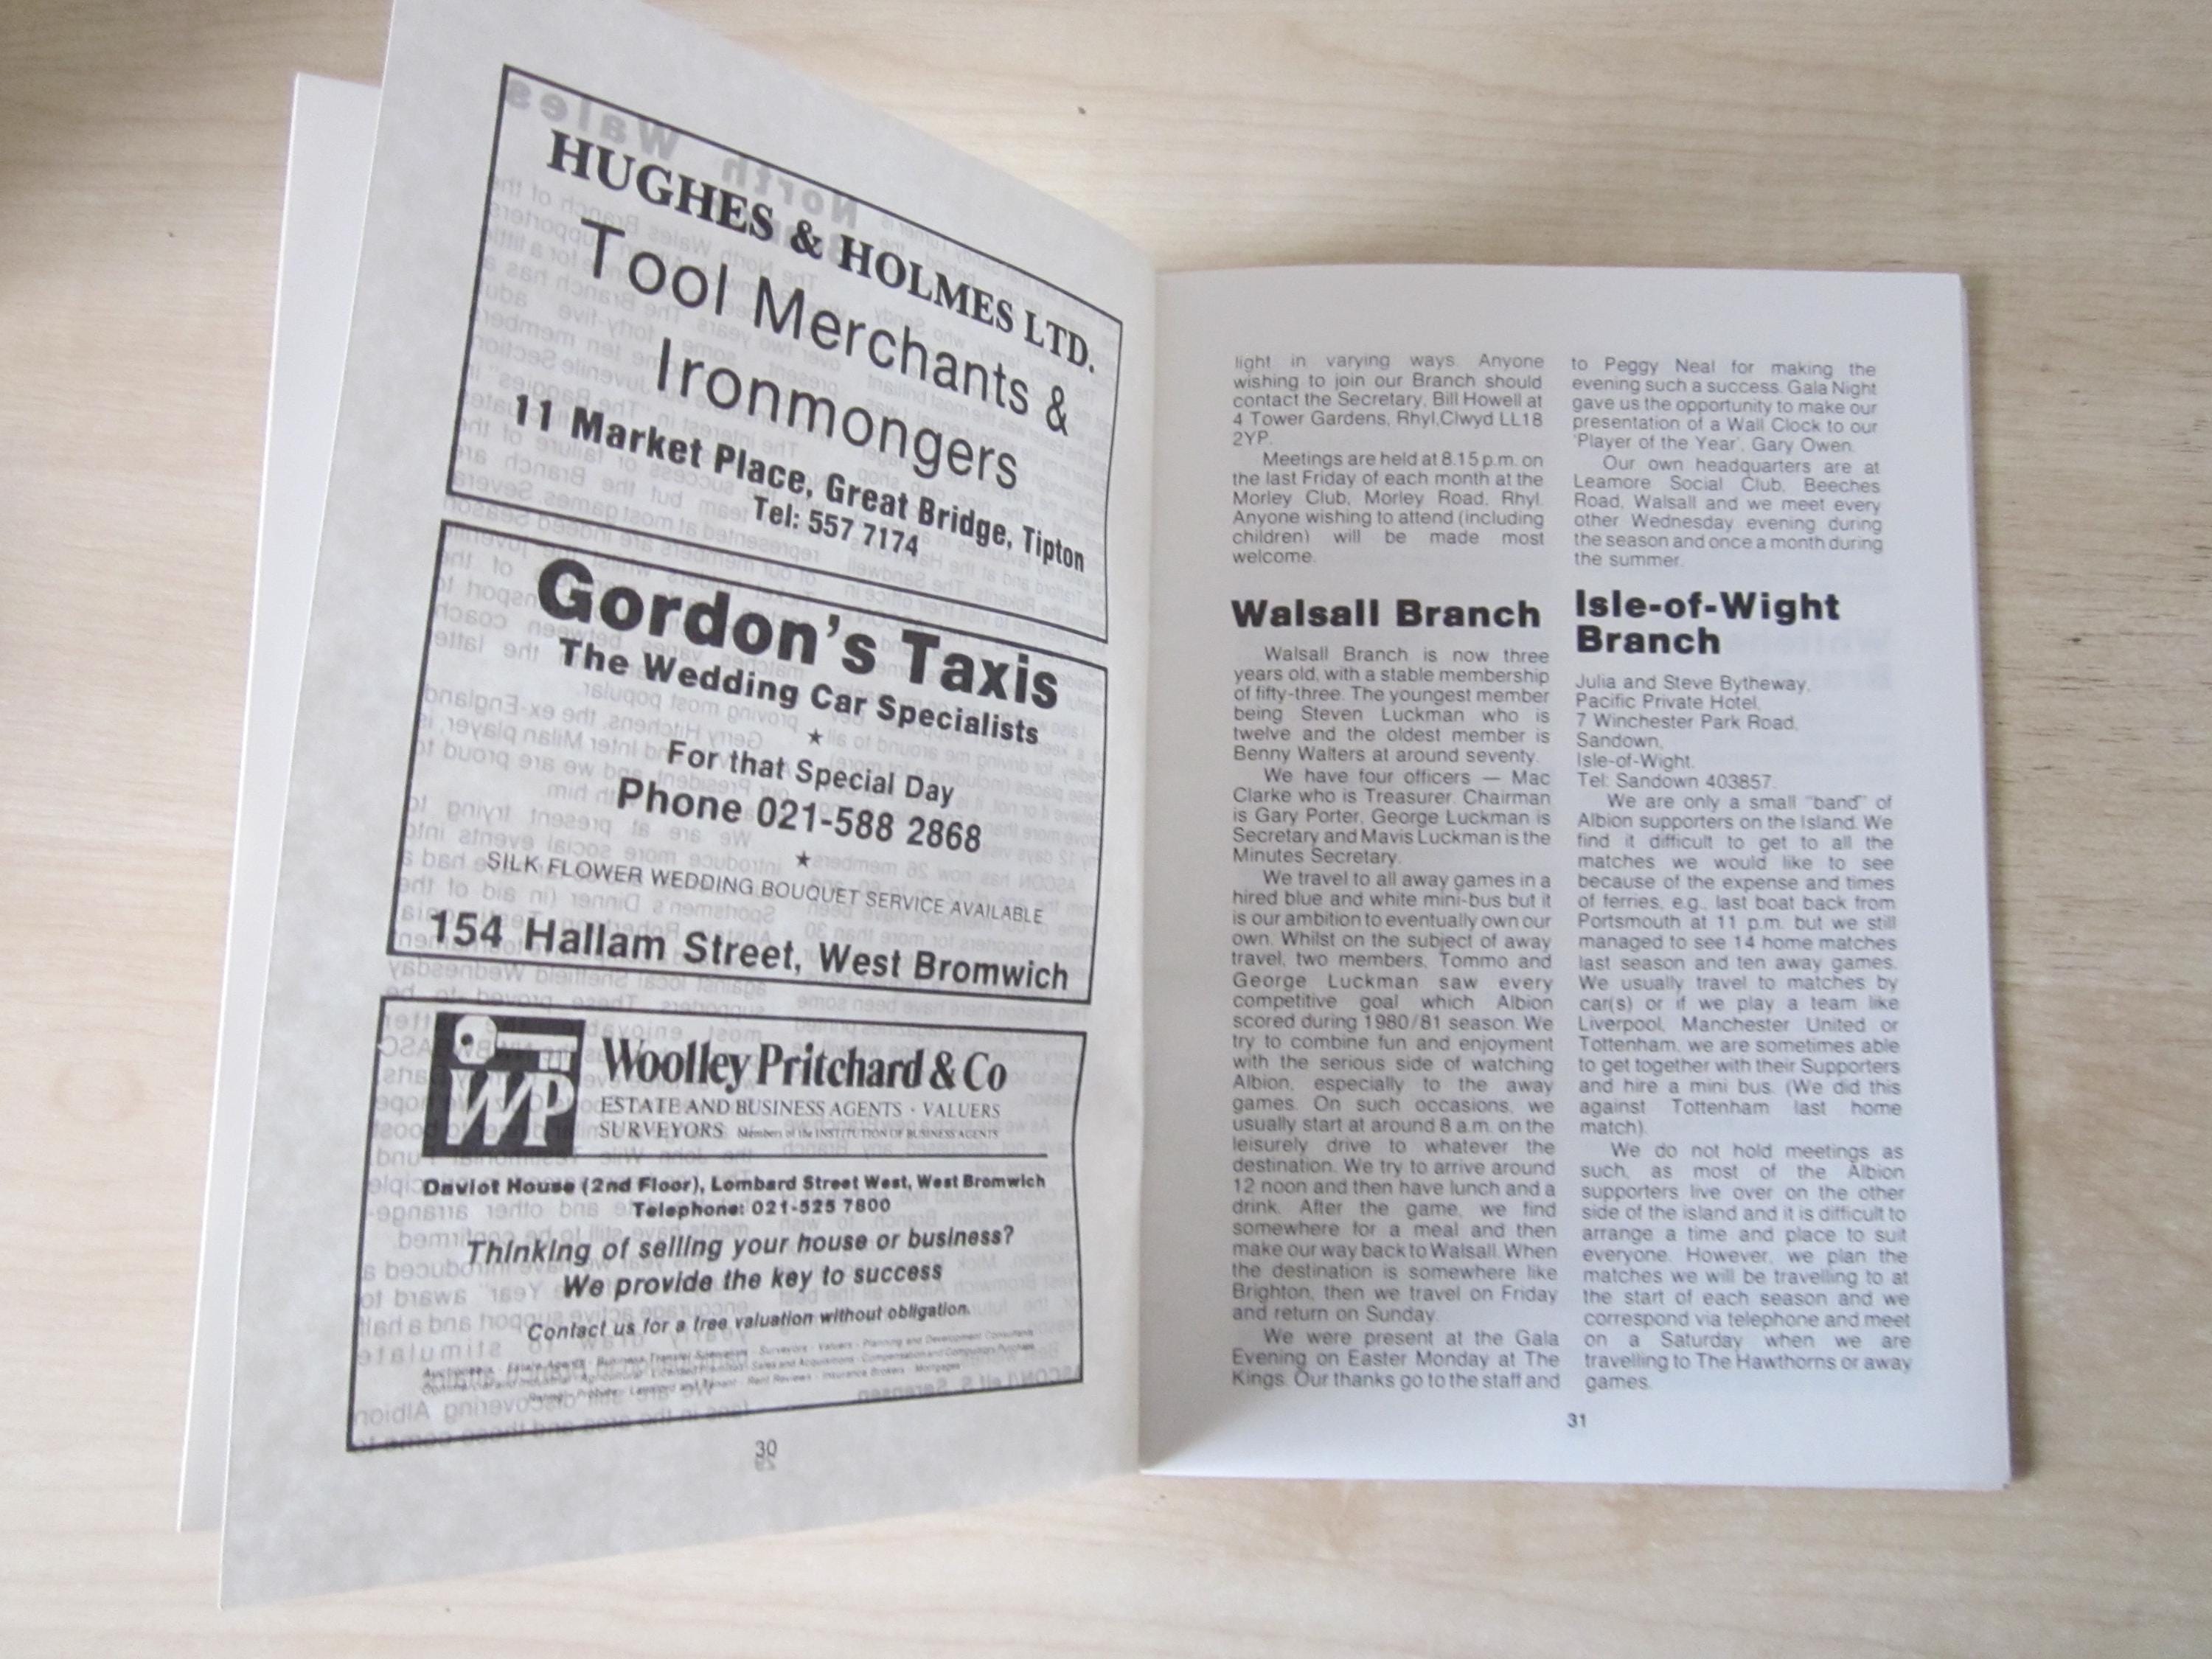 HUGHES & HOLMES LTD.
Tool Merchants &
Ironmongers
11 Market Place, Great Bridge, Tipton
Tel: 557 7174
Gordon's Taxis
The Wedding Car Specialists
★
For that Special Day
Phone 021-588 2868
★
SILK FLOWER WEDDING BOUQUET SERVICE AVAILABLE
154 Hallam Street, West Bromwich
WP
Woolley Pritchard & Co
ESTATE AND BUSINESS AGENTS · VALUERS
SURVEYORS Members of the INSTITUTION OF BUSINESS AGENTS
Daviot House (2nd Floor), Lombard Street West, West Bromwich
Telephone: 021-525 7800
Thinking of selling your house or business?
We provide the key to success
Contact us for a free valuation without obligation.
Auctioneers · Estate Agents · Business Transfer Specialists · Surveyors · Valuers · Planning and Development Consultants
30
light in varying ways. Anyone
wishing to join our Branch should
contact the Secretary, Bill Howell at
4 Tower Gardens, Rhyl,Clwyd LL18
2YP.
Meetings are held at 8.15 p.m. on
the last Friday of each month at the
Morley Club, Morley Road, Rhyl.
Anyone wishing to attend (including
children) will be made most
welcome.
Walsall Branch
Walsall Branch is now three
years old, with a stable membership
of fifty-three. The youngest member
being Steven Luckman who is
twelve and the oldest member is
Benny Walters at around seventy.
We have four officers — Mac
Clarke who is Treasurer. Chairman
is Gary Porter, George Luckman is
Secretary and Mavis Luckman is the
Minutes Secretary.
We travel to all away games in a
hired blue and white mini-bus but it
is our ambition to eventually own our
own. Whilst on the subject of away
travel, two members, Tommo and
George Luckman saw every
competitive goal which Albion
scored during 1980/81 season. We
try to combine fun and enjoyment
with the serious side of watching
Albion, especially to the away
games. On such occasions, we
usually start at around 8 a.m. on the
leisurely drive to whatever the
destination. We try to arrive around
12 noon and then have lunch and a
drink. After the game, we find
somewhere for a meal and then
make our way back to Walsall. When
the destination is somewhere like
Brighton, then we travel on Friday
and return on Sunday.
We were present at the Gala
Evening on Easter Monday at The
Kings. Our thanks go to the staff and
to Peggy Neal for making the
evening such a success. Gala Night
gave us the opportunity to make our
presentation of a Wall Clock to our
'Player of the Year', Gary Owen.
Our own headquarters are at
Leamore Social Club, Beeches
Road, Walsall and we meet every
other Wednesday evening during
the season and once a month during
the summer.
Isle-of-Wight
Branch
Julia and Steve Bytheway,
Pacific Private Hotel,
7 Winchester Park Road,
Sandown,
Isle-of-Wight.
Tel: Sandown 403857.
We are only a small "band" of
Albion supporters on the Island. We
find it difficult to get to all the
matches we would like to see
because of the expense and times
of ferries, e.g., last boat back from
Portsmouth at 11 p.m. but we still
managed to see 14 home matches
last season and ten away games.
We usually travel to matches by
car(s) or if we play a team like
Liverpool, Manchester United or
Tottenham, we are sometimes able
to get together with their Supporters
and hire a mini bus. (We did this
against Tottenham last home
match).
We do not hold meetings as
such, as most of the Albion
supporters live over on the other
side of the island and it is difficult to
arrange a time and place to suit
everyone. However, we plan the
matches we will be travelling to at
the start of each season and we
correspond via telephone and meet
on a Saturday when we are
travelling to The Hawthorns or away
games.
31